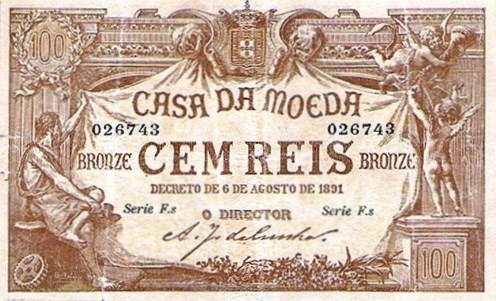 100
CASA DA MOEDA
026743 026743
BRONZE CEM REIS BRONZE
DECRETO DE 6 DE AGOSTO DE 1891
Serie F.s Serie F.s
O DIRECTOR
100